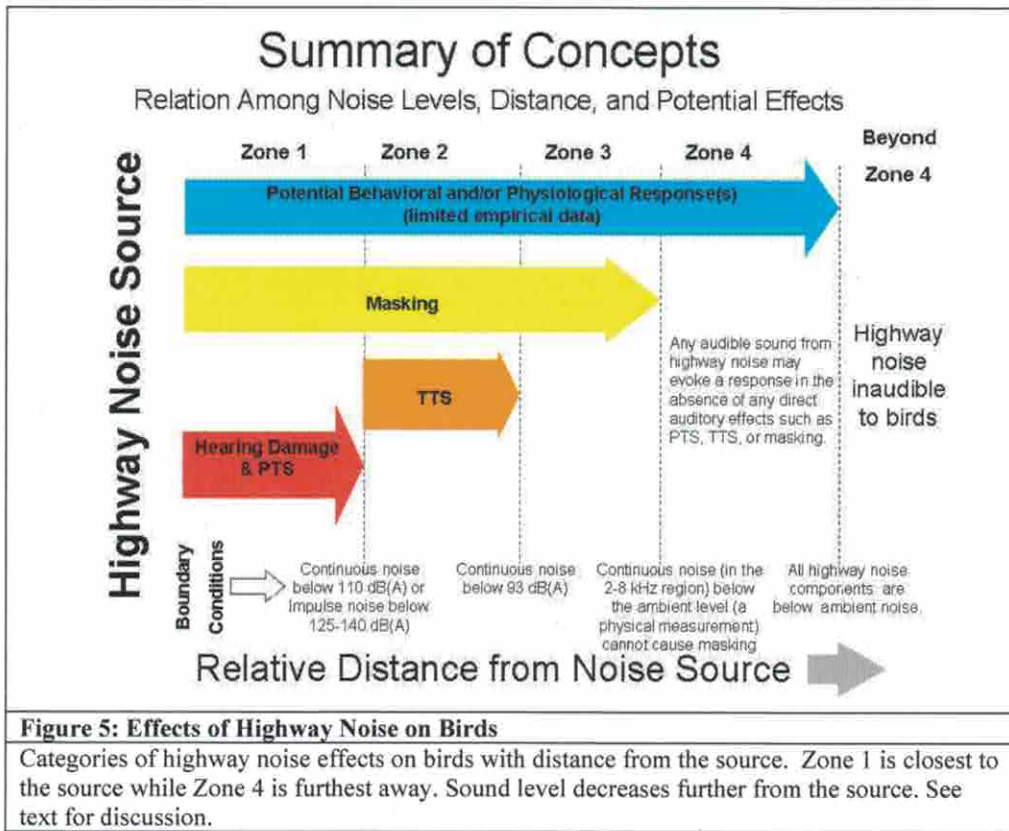 Summary of Concepts
Relation Among Noise Levels, Distance, and Potential Effects
Zone 1
Zone 2
Zone 3
Zone 4
Beyond
Zone 4
Highway Noise Source
Potential Behavioral and/or Physiological Response(s)
(limited empirical data)
Masking
TTS
Hearing Damage
& PTS
Any audible sound from
highway noise may
evoke a response in the
absence of any direct
auditory effects such as
PTS, TTS, or masking.
Highway
noise
inaudible
to birds
Boundary
Conditions
Continuous noise
below 110 dB(A) or
Impulse noise below
125-140 dB(A)
Continuous noise
below 93 dB(A)
Continuous noise (in the
2-8 kHz region) below
the ambient level (a
physical measurement)
cannot cause masking
All highway noise
components are
below ambient noise.
Relative Distance from Noise Source
Figure 5: Effects of Highway Noise on Birds
Categories of highway noise effects on birds with distance from the source. Zone 1 is closest to
the source while Zone 4 is furthest away. Sound level decreases further from the source. See
text for discussion.